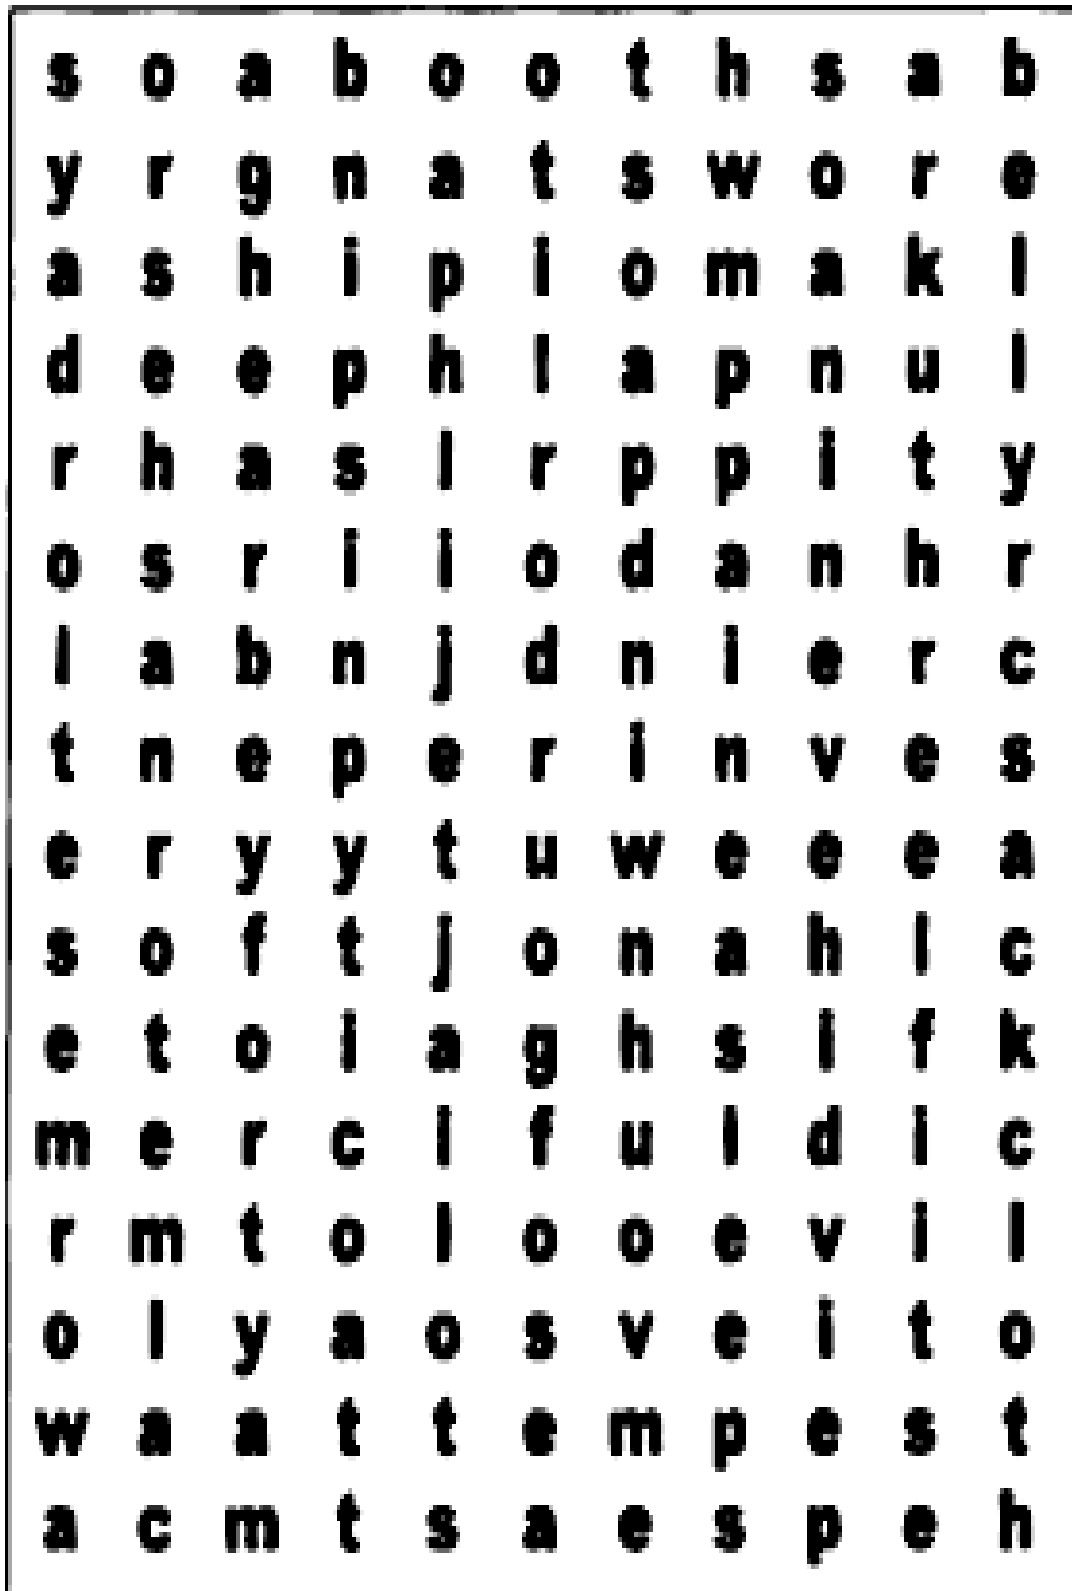 s o a b o o t h s a b
y r g n a t s w o r e
a s h i p i o m a k l
d e e p h l a p n u l
r h a s l r p p i t y
o s r i i o d a n h r
l a b n j d n i e r c
t n e p e r i n v e s
e r y y t u w e e e a
s o f t j o n a h l c
e t o i a g h s i f k
m e r c i f u l d i c
r m t o l o o e v i l
o l y a o s v e i t o
w a a t t e m p e s t
a c m t s a e s p e h